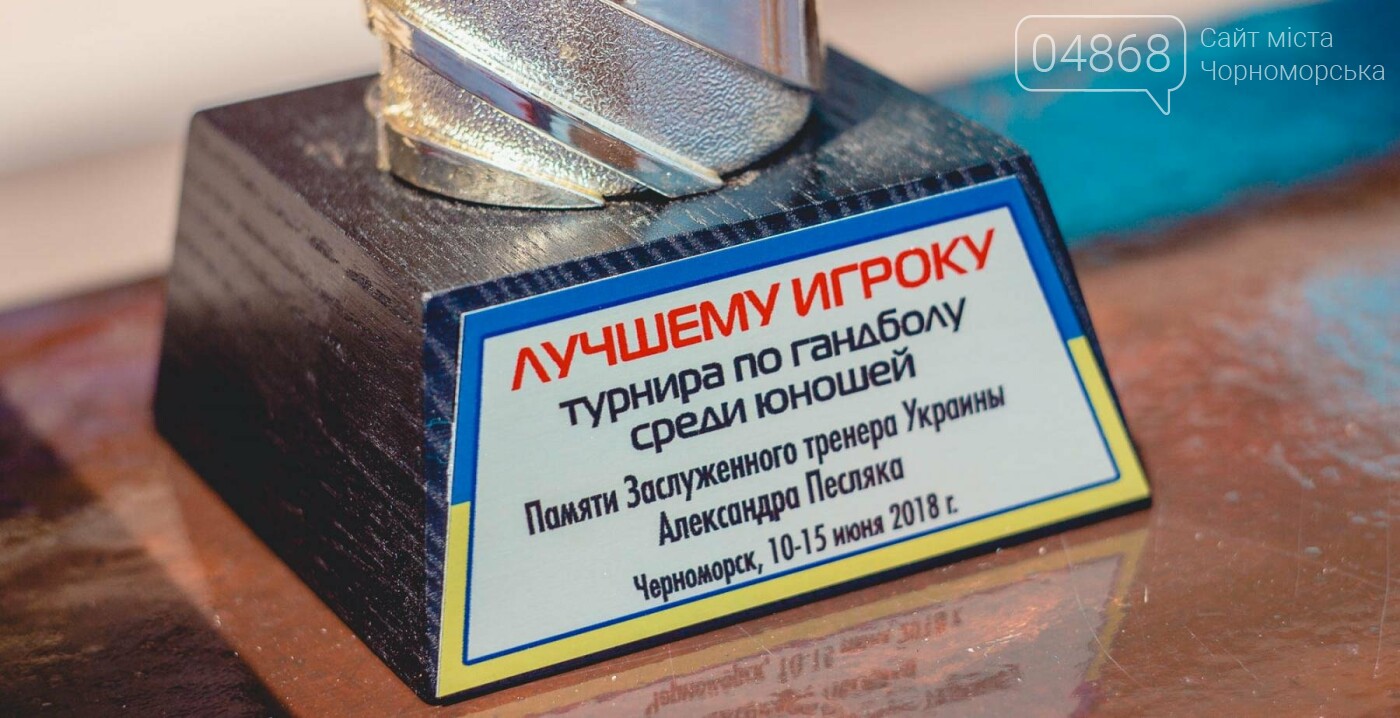 04868
Сайт міста
Чорноморська
ЛУЧШЕМУ ИГРОКУ
турнира по гандболу
среди юношей
Памяти Заслуженного тренера Украины
Александра Песляка
Черноморск, 10-15 июня 2018 г.